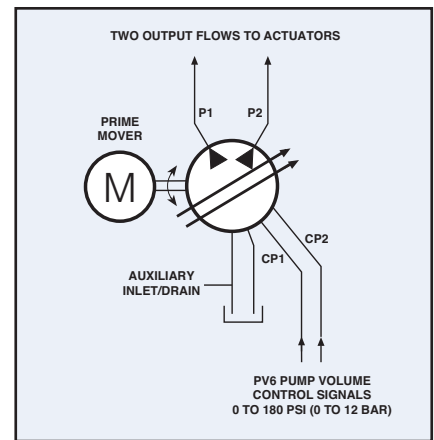 TWO OUTPUT FLOWS TO ACTUATORS
P1
P2
PRIME
MOVER
M
CP2
CP1
AUXILIARY
INLET/DRAIN
PV6 PUMP VOLUME
CONTROL SIGNALS
0 TO 180 PSI (0 TO 12 BAR)